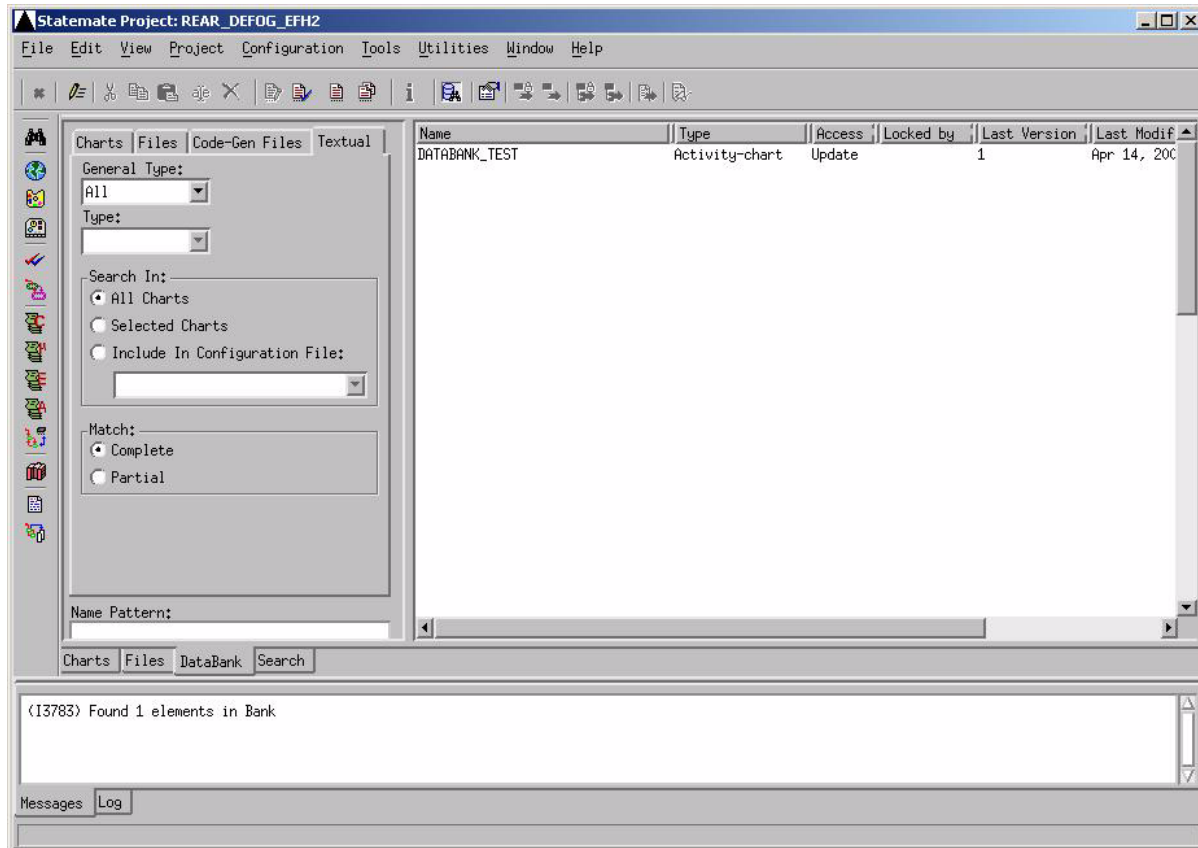 Statemate Project: REAR_DEFOG_EFH2
File Edit View Project Configuration Tools Utilities Window Help
Charts Files Code-Gen Files Textual
General Type:
All
Type:
Search In:
All Charts
Selected Charts
Include In Configuration File:
Match:
Complete
Partial
Name Pattern:
Name Type Access Locked by Last Version Last Modif
DATABANK_TEST Activity-chart Update 1 Apr 14, 200
Charts Files DataBank Search
(I3783) Found 1 elements in Bank
Messages Log